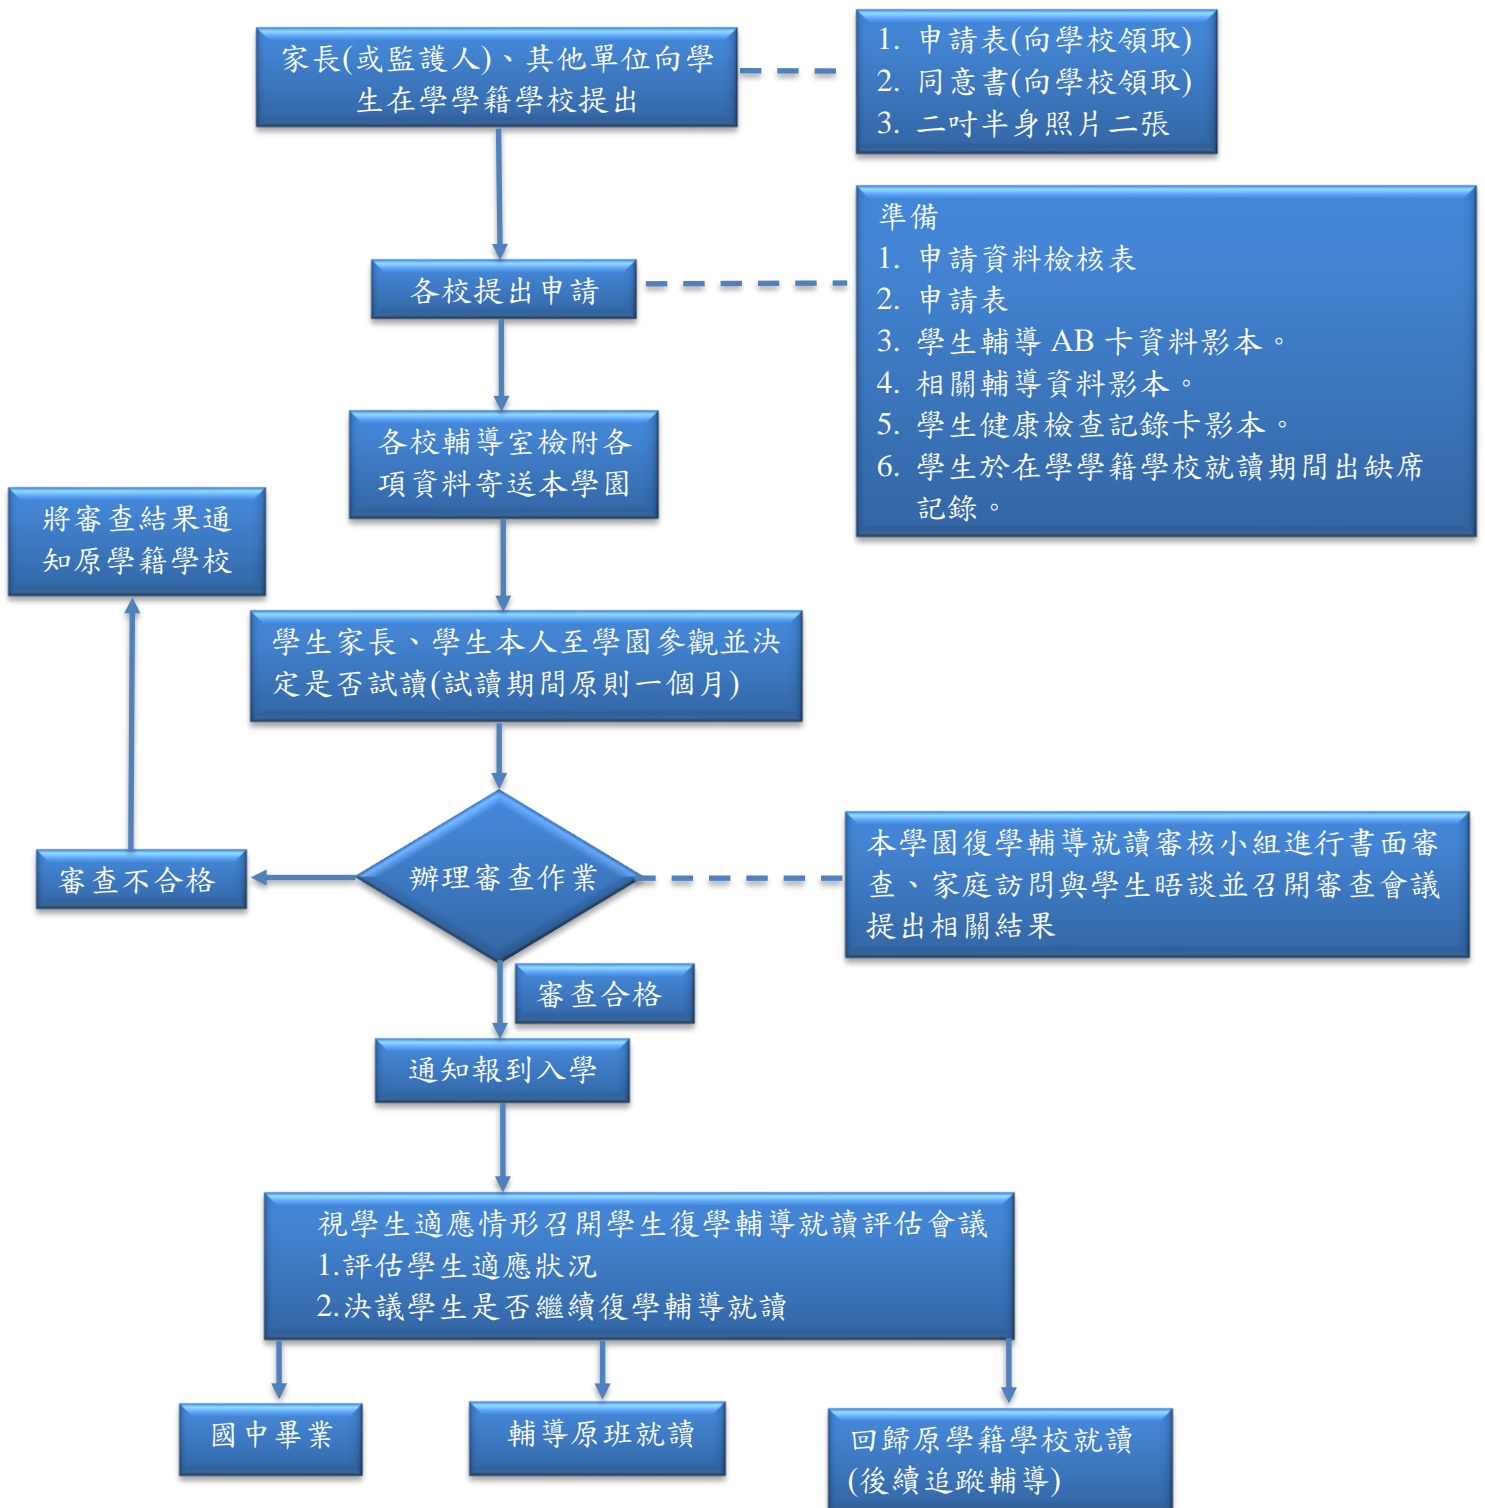 家長(或監護人)、其他單位向學
生在學學籍學校提出
1. 申請表(向學校領取)
2. 同意書(向學校領取)
3. 二吋半身照片二張
各校提出申請
準備
1. 申請資料檢核表
2. 申請表
3. 學生輔導 AB 卡資料影本。
4. 相關輔導資料影本。
5. 學生健康檢查記錄卡影本。
6. 學生於在學學籍學校就讀期間出缺席
記錄。
各校輔導室檢附各
項資料寄送本學園
將審查結果通
知原學籍學校
學生家長、學生本人至學園參觀並決
定是否試讀(試讀期間原則一個月)
審查不合格
辦理審查作業
本學園復學輔導就讀審核小組進行書面審
查、家庭訪問與學生晤談並召開審查會議
提出相關結果
審查合格
通知報到入學
視學生適應情形召開學生復學輔導就讀評估會議
1.評估學生適應狀況
2.決議學生是否繼續復學輔導就讀
國中畢業
輔導原班就讀
回歸原學籍學校就讀
(後續追蹤輔導)